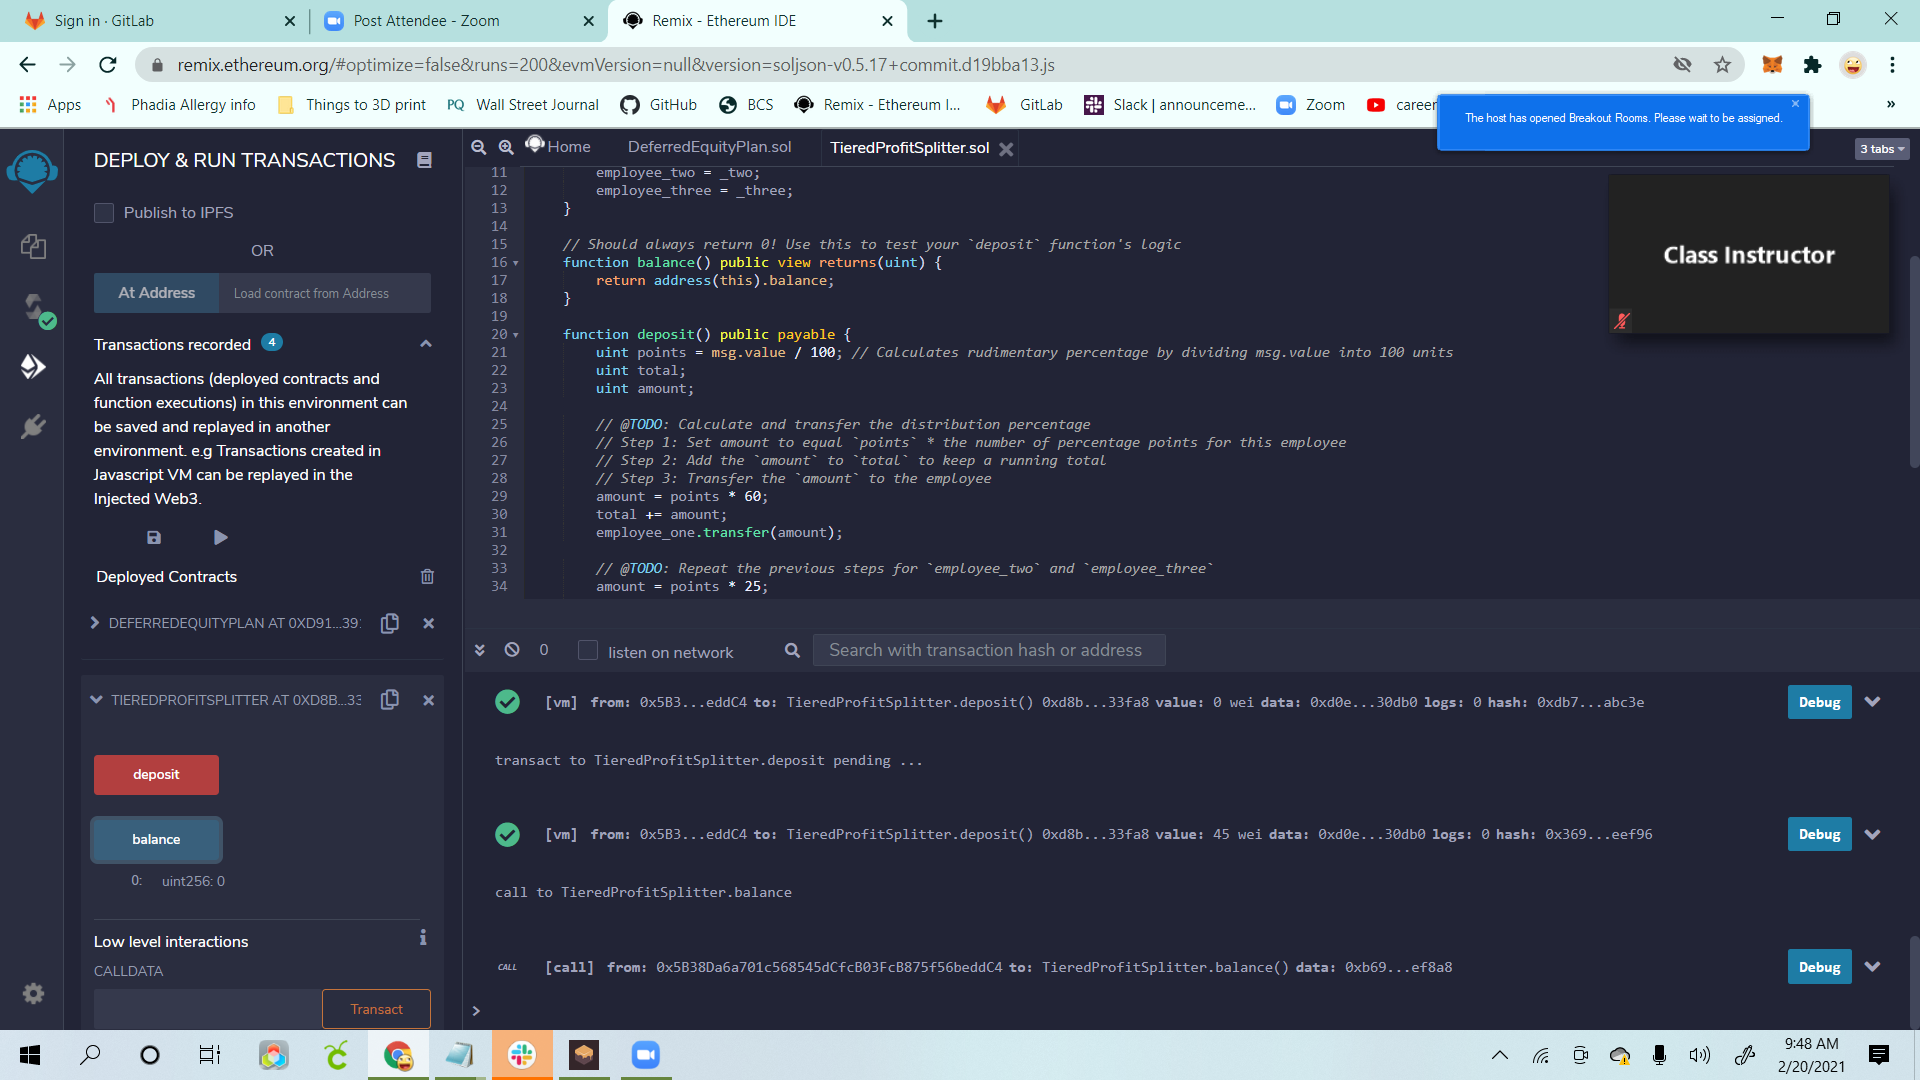 Sign in · GitLab
Post Attendee - Zoom
Remix - Ethereum IDE
remix.ethereum.org/#optimize=false&runs=200&evmVersion=null&version=soljson-v0.5.17+commit.d19bba13.js
Apps
Phadia Allergy info
Things to 3D print
PQ Wall Street Journal
GitHub
BCS
Remix - Ethereum I...
GitLab
Slack | announceme...
Zoom
career
»
The host has opened Breakout Rooms. Please wait to be assigned.
DEPLOY & RUN TRANSACTIONS
Publish to IPFS
OR
At Address
Load contract from Address
Transactions recorded 4
All transactions (deployed contracts and
function executions) in this environment can
be saved and replayed in another
environment. e.g Transactions created in
Javascript VM can be replayed in the
Injected Web3.
Deployed Contracts
DEFERREDEQUITYPLAN AT 0XD91...39
TIEREDPROFITSPLITTER AT 0XD8B...33
deposit
balance
0: uint256: 0
Low level interactions
i
CALLDATA
Transact
Home
DeferredEquityPlan.sol
TieredProfitSplitter.sol
3 tabs
11 employee_two = _two;
12 employee_three = _three;
13 }
14
15 // Should always return 0! Use this to test your `deposit` function's logic
16 function balance() public view returns(uint) {
17 return address(this).balance;
18 }
19
20 function deposit() public payable {
21 uint points = msg.value / 100; // Calculates rudimentary percentage by dividing msg.value into 100 units
22 uint total;
23 uint amount;
24
25 // @TODO: Calculate and transfer the distribution percentage
26 // Step 1: Set amount to equal `points` * the number of percentage points for this employee
27 // Step 2: Add the `amount` to `total` to keep a running total
28 // Step 3: Transfer the `amount` to the employee
29 amount = points * 60;
30 total += amount;
31 employee_one.transfer(amount);
32
33 // @TODO: Repeat the previous steps for `employee_two` and `employee_three`
34 amount = points * 25;
Class Instructor
0
listen on network
Search with transaction hash or address
[vm] from: 0x5B3...eddC4 to: TieredProfitSplitter.deposit() 0xd8b...33fa8 value: 0 wei data: 0xd0e...30db0 logs: 0 hash: 0xdb7...abc3e
Debug
transact to TieredProfitSplitter.deposit pending ...
[vm] from: 0x5B3...eddC4 to: TieredProfitSplitter.deposit() 0xd8b...33fa8 value: 45 wei data: 0xd0e...30db0 logs: 0 hash: 0x369...eef96
Debug
call to TieredProfitSplitter.balance
CALL [call] from: 0x5B38Da6a701c568545dCfcB03FcB875f56beddC4 to: TieredProfitSplitter.balance() data: 0xb69...ef8a8
Debug
>
9:48 AM
2/20/2021